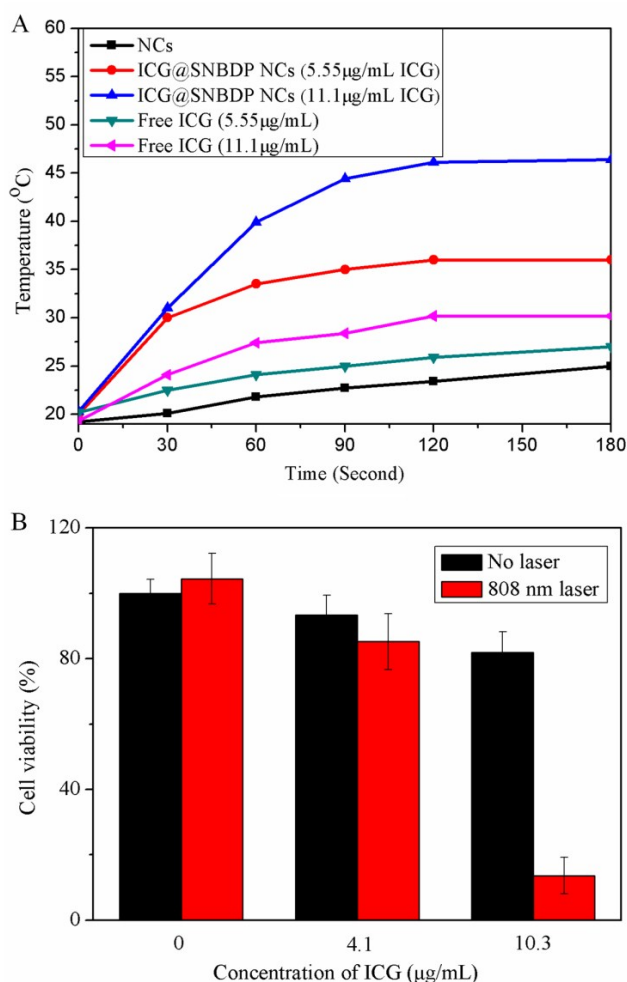 A
60
55
50
45
40
35
30
25
20
Temperature (°C)
NCs
ICG@SNBDP NCs (5.55μg/mL ICG)
ICG@SNBDP NCs (11.1μg/mL ICG)
Free ICG (5.55μg/mL)
Free ICG (11.1μg/mL)
0 30 60 90 120 180
Time (Second)
B
120
80
40
0
Cell viability (%)
No laser
808 nm laser
0 4.1 10.3
Concentration of ICG (μg/mL)